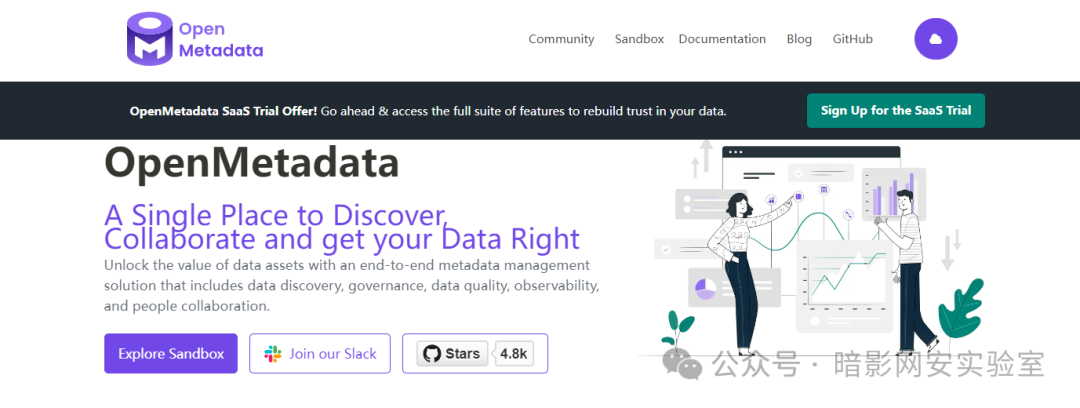 Open
Metadata
Community Sandbox Documentation Blog GitHub
OpenMetadata SaaS Trial Offer! Go ahead & access the full suite of features to rebuild trust in your data.
Sign Up for the SaaS Trial
OpenMetadata
A Single Place to Discover,
Collaborate and get your Data Right
Unlock the value of data assets with an end-to-end metadata management
solution that includes data discovery, governance, data quality, observability,
and people collaboration.
Explore Sandbox
Join our Slack
Stars 4.8k
公众号 · 暗影网安实验室